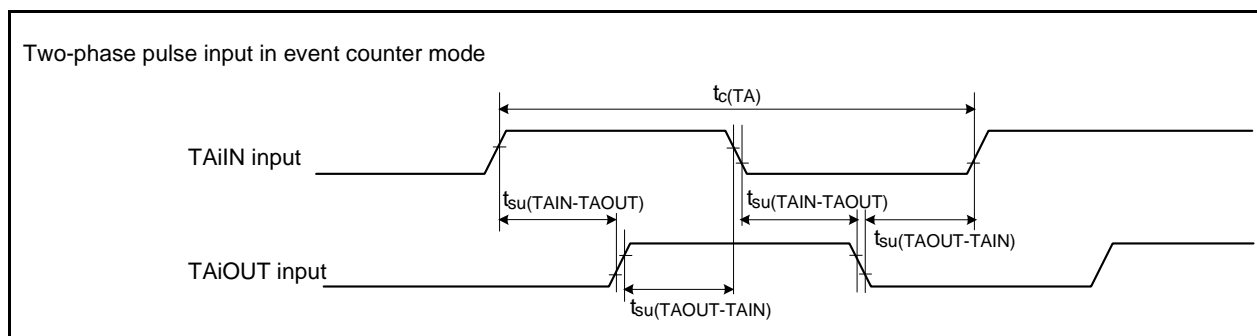 Two-phase pulse input in event counter mode
tc(TA)
TAiIN input
tsu(TAIN-TAOUT)
tsu(TAIN-TAOUT)
tsu(TAOUT-TAIN)
TAiOUT input
tsu(TAOUT-TAIN)